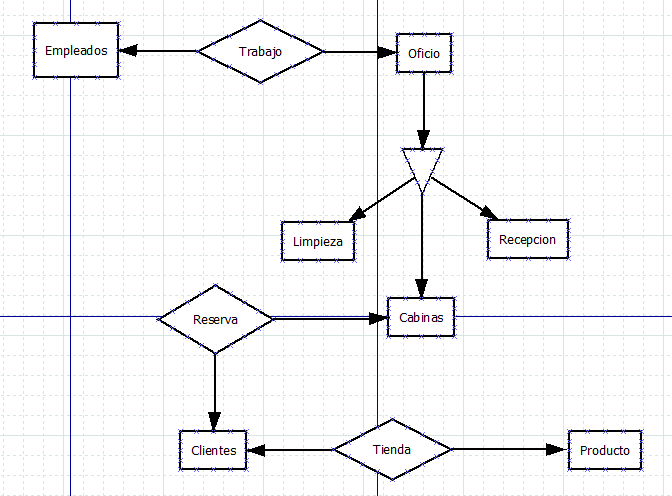 Empleados
Trabajo
Oficio
Limpieza
Recepcion
Reserva
Cabinas
Clientes
Tienda
Producto